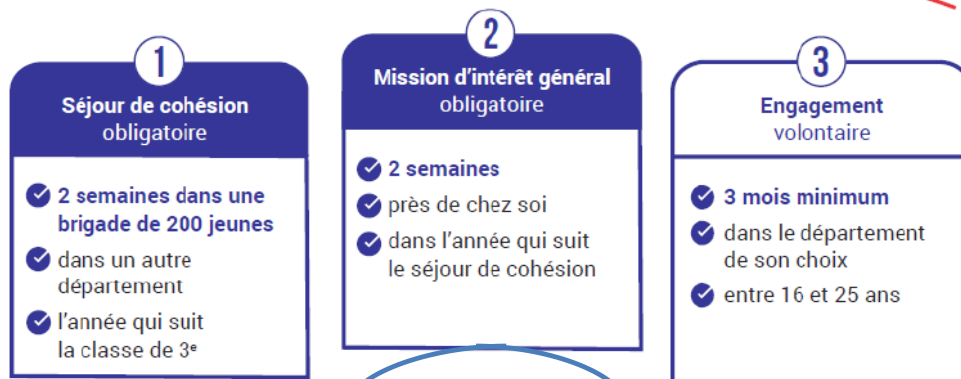 1
Séjour de cohésion
obligatoire
2 semaines dans une
brigade de 200 jeunes
dans un autre
département
l'année qui suit
la classe de 3ᵉ
2
Mission d'intérêt général
obligatoire
2 semaines
près de chez soi
dans l'année qui suit
le séjour de cohésion
3
Engagement
volontaire
3 mois minimum
dans le département
de son choix
entre 16 et 25 ans